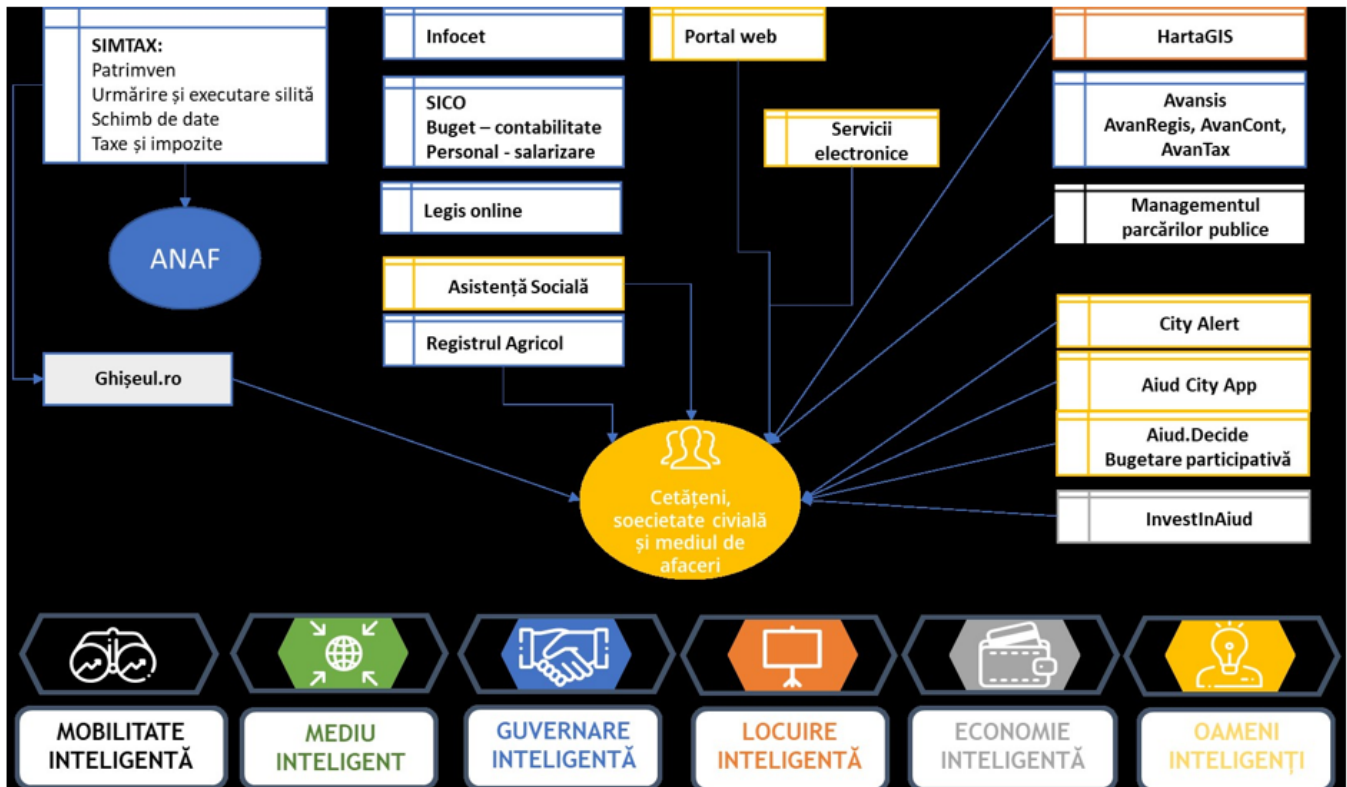 SIMTAX:
Patrimven
Urmărire și executare silită
Schimb de date
Taxe și impozite
ANAF
Ghișeul.ro
Infocet
SICO
Buget – contabilitate
Personal - salarizare
Legis online
Asistență Socială
Registrul Agricol
Portal web
Servicii
electronice
HartaGIS
Avansis
AvanRegis, AvanCont,
AvanTax
Managementul
parcărilor publice
City Alert
Aiud City App
Aiud.Decide
Bugetare participativă
InvestInAiud
Cetățeni,
soecietate civială
și mediul de
afaceri
MOBILITATE
INTELIGENTĂ
MEDIU
INTELIGENT
GUVERNARE
INTELIGENTĂ
LOCUIRE
INTELIGENTĂ
ECONOMIE
INTELIGENTĂ
OAMENI
INTELIGENȚI